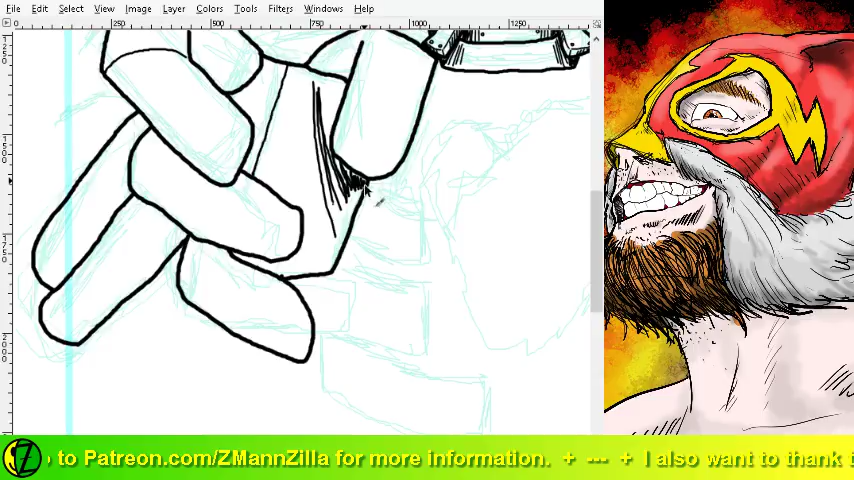 File Edit Select View Image Layer Colors Tools Filters Windows Help
0 250 500 750 1000 1250
to Patreon.com/ZMannZilla for more information. + --- + I also want to thank